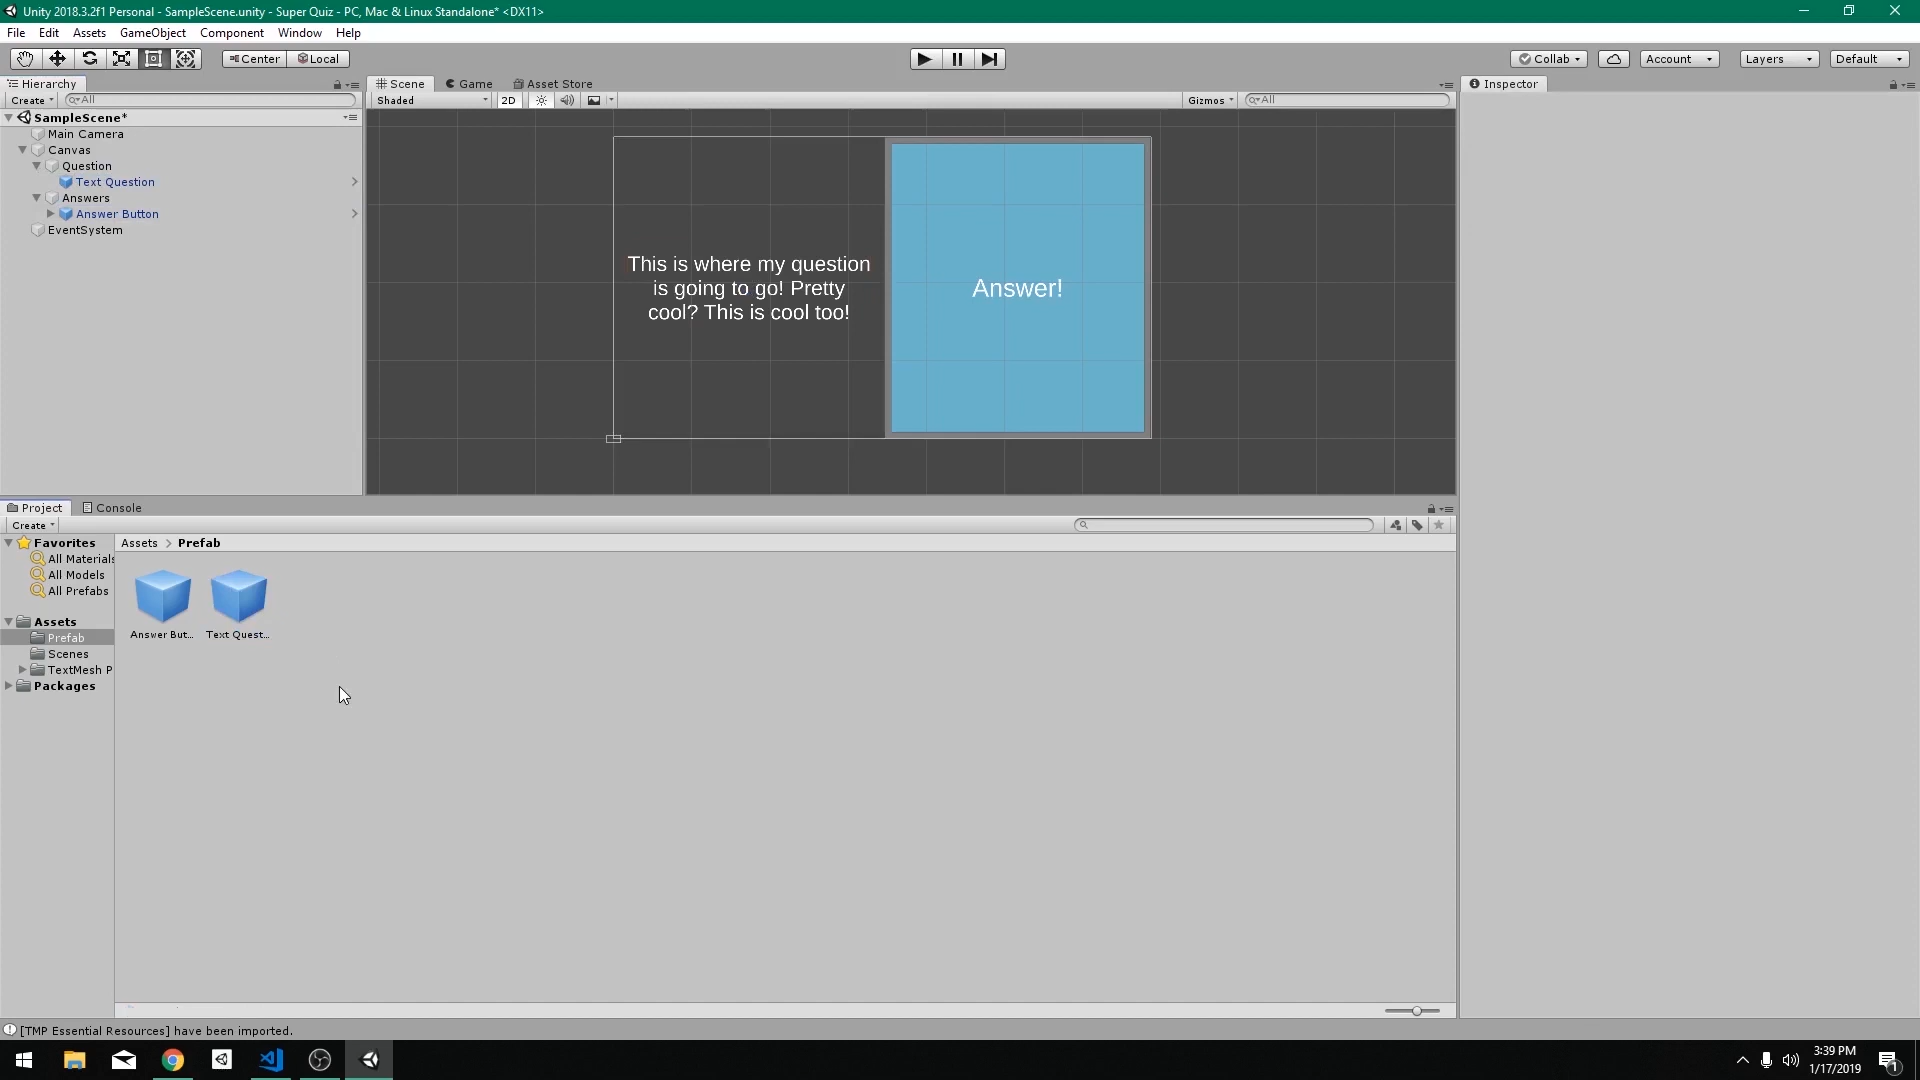 Unity 2018.3.2f1 Personal - SampleScene.unity - Super Quiz - PC, Mac & Linux Standalone* <DX11>
File Edit Assets GameObject Component Window Help
Center Local Collab Account Layers Default
Hierarchy Scene Game Asset Store Inspector
Create All Shaded 2D Gizmos All
SampleScene*
Main Camera
Canvas
Question
Text Question
Answers
Answer Button
EventSystem
This is where my question
is going to go! Pretty
cool? This is cool too!
Answer!
Project Console
Create
Favorites
All Materials
All Models
All Prefabs
Assets
Prefab
Scenes
TextMesh P
Packages
Assets > Prefab
Answer But...
Text Quest...
[TMP Essential Resources] have been imported.
3:39 PM
1/17/2019
1